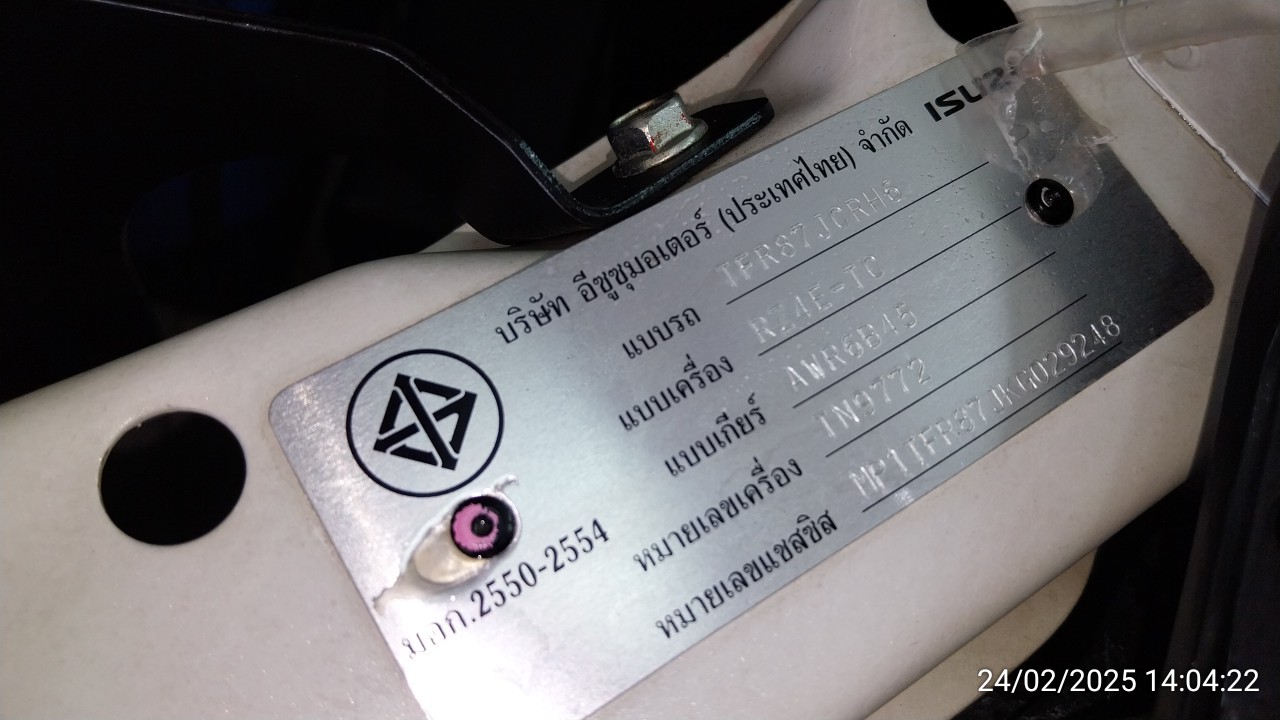 ISUZU
บริษัท อีซูซุมอเตอร์ (ประเทศไทย) จำกัด
แบบรถ TFR87JCRH6
แบบเครื่อง RZ4E-TC
แบบเกียร์ AWR6B45
หมายเลขเครื่อง TN9772
หมายเลขแชสซิส MP1TFR87JKG029248
มอก.2550-2554
24/02/2025 14:04:22